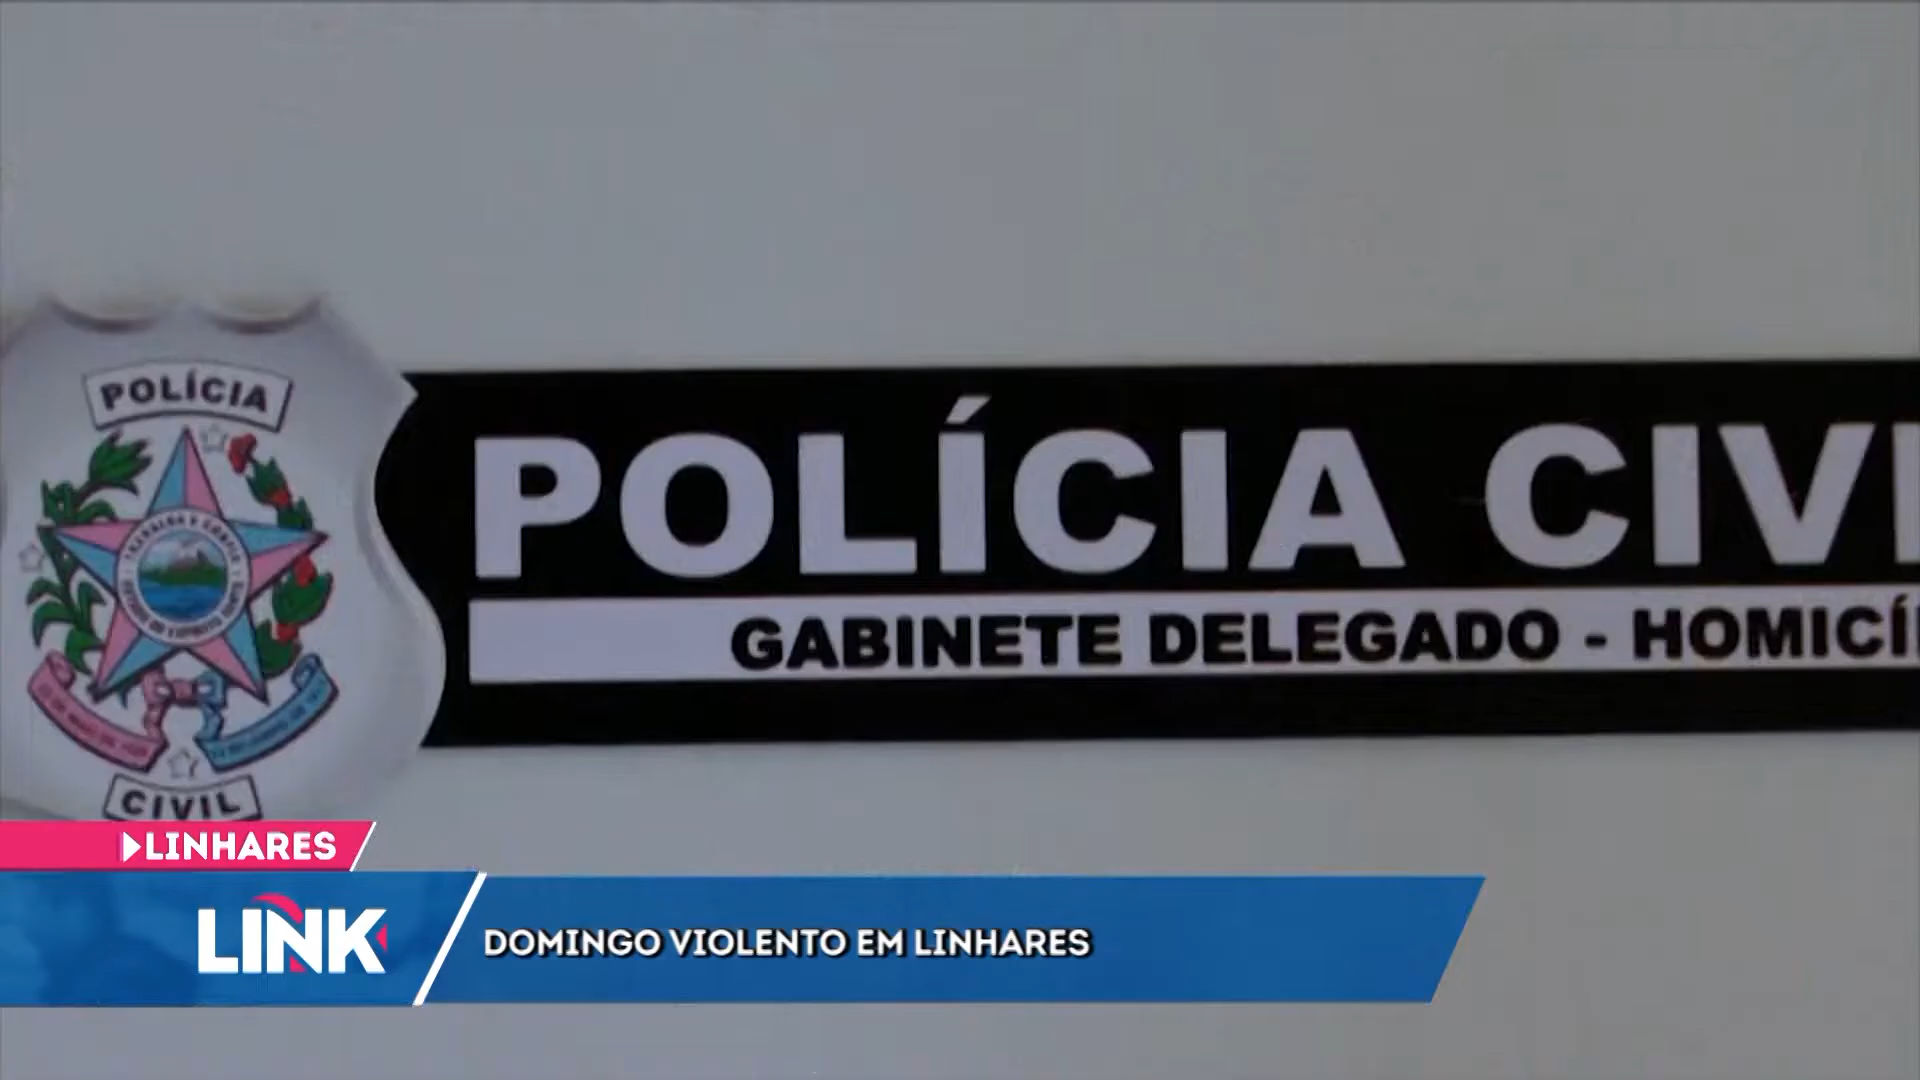 POLÍCIA
POLÍCIA CIVI
GABINETE DELEGADO - HOMICÍ
CIVIL
LINHARES
LINK
DOMINGO VIOLENTO EM LINHARES